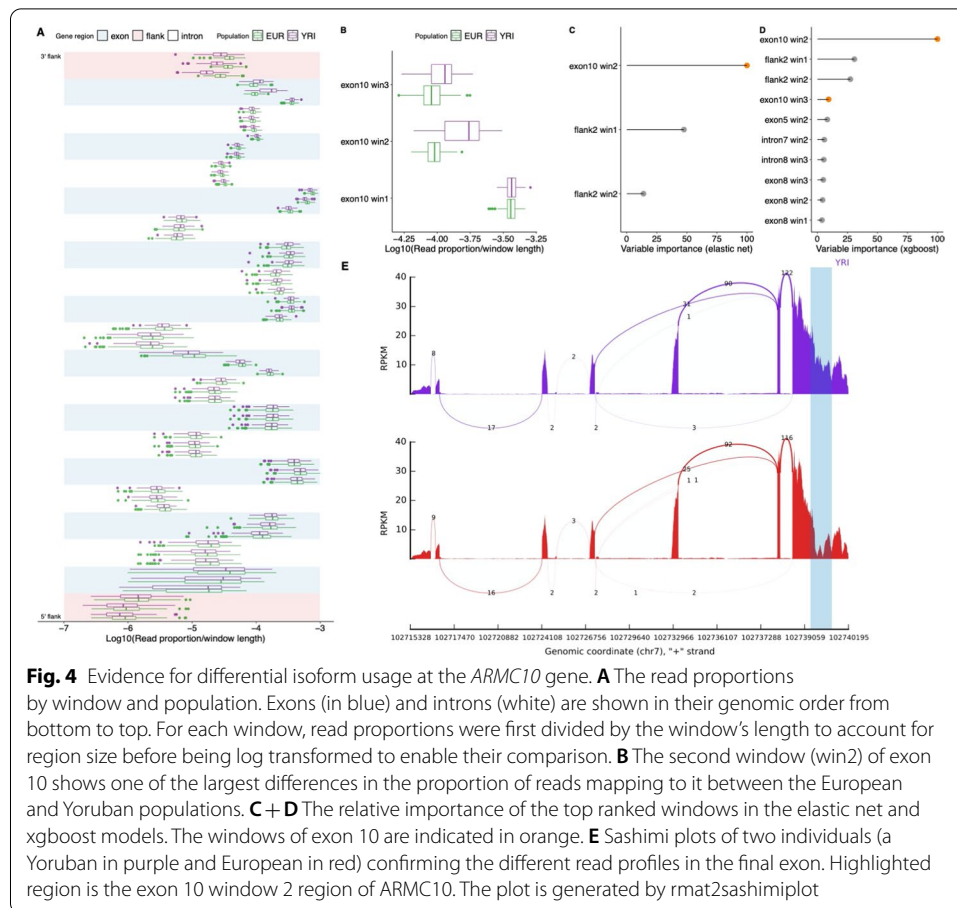 A
Gene region exon flank intron Population EUR YRI
3' flank
5' flank
−7 −6 −5 −4 −3
Log10(Read proportion/window length)
B
Population EUR YRI
exon10 win3
exon10 win2
exon10 win1
−4.25 −4.00 −3.75 −3.50 −3.25
Log10(Read proportion/window length)
C
exon10 win2
flank2 win1
flank2 win2
0 25 50 75 100
Variable importance (elastic net)
D
exon10 win2
flank2 win1
flank2 win2
exon10 win3
exon5 win2
intron7 win2
intron8 win3
exon8 win3
exon8 win2
exon8 win1
0 25 50 75 100
Variable importance (xgboost)
E
YRI
40
30
20
10
RPKM
8
17
2
2
2
31
1
90
3
132
40
30
20
10
RPKM
9
16
2
3
2
25
1 1
92
1
2
116
102715328 102717470 102720882 102724108 102726756 102729640 102732966 102736107 102737288 102739059 102740195
Genomic coordinate (chr7), "+" strand
Fig. 4 Evidence for differential isoform usage at the ARMC10 gene. A The read proportions
by window and population. Exons (in blue) and introns (white) are shown in their genomic order from
bottom to top. For each window, read proportions were first divided by the window's length to account for
region size before being log transformed to enable their comparison. B The second window (win2) of exon
10 shows one of the largest differences in the proportion of reads mapping to it between the European
and Yoruban populations. C + D The relative importance of the top ranked windows in the elastic net and
xgboost models. The windows of exon 10 are indicated in orange. E Sashimi plots of two individuals (a
Yoruban in purple and European in red) confirming the different read profiles in the final exon. Highlighted
region is the exon 10 window 2 region of ARMC10. The plot is generated by rmat2sashimiplot